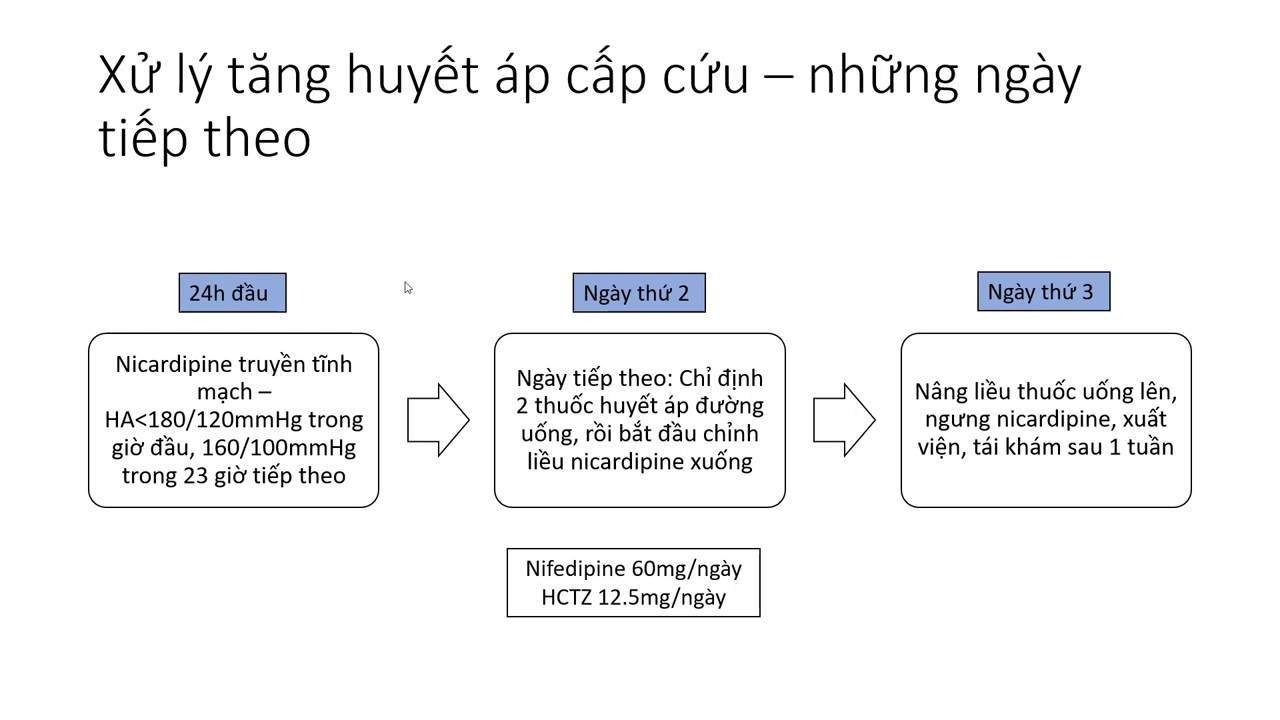 Xử lý tăng huyết áp cấp cứu – những ngày
tiếp theo
24h đầu
Nicardipine truyền tĩnh
mạch –
HA<180/120mmHg trong
giờ đầu, 160/100mmHg
trong 23 giờ tiếp theo
Ngày thứ 2
Ngày tiếp theo: Chỉ định
2 thuốc huyết áp đường
uống, rồi bắt đầu chỉnh
liều nicardipine xuống
Nifedipine 60mg/ngày
HCTZ 12.5mg/ngày
Ngày thứ 3
Nâng liều thuốc uống lên,
ngưng nicardipine, xuất
viện, tái khám sau 1 tuần